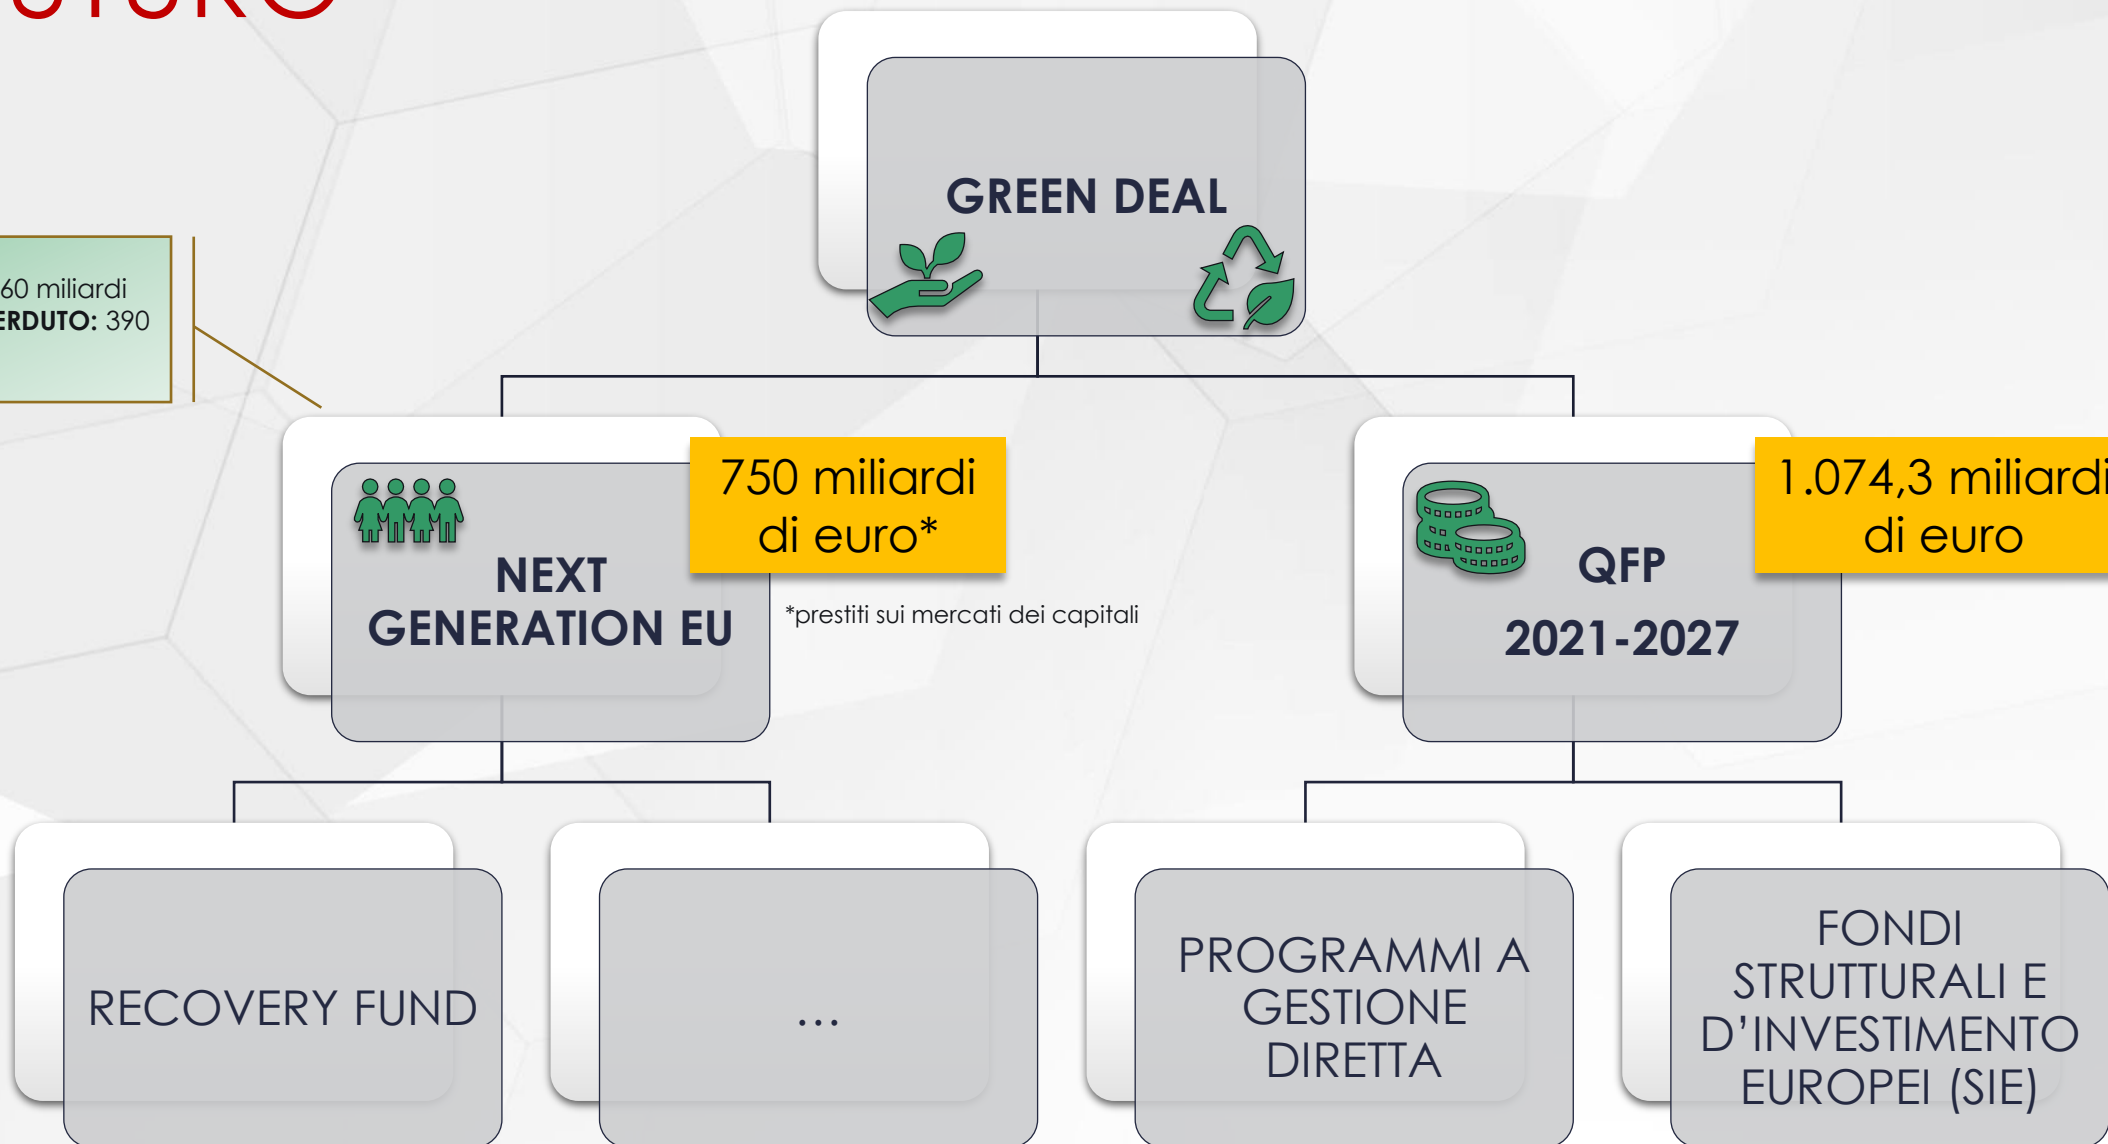 GREEN DEAL
60 miliardi
390
750 miliardi
di euro*
*prestiti sui mercati dei capitali
NEXT
GENERATION EU
1.074,3 miliardi
di euro
QFP
2021-2027
RECOVERY FUND
...
PROGRAMMI A
GESTIONE
DIRETTA
FONDI
STRUTTURALI E
D’INVESTIMENTO
EUROPEI (SIE)